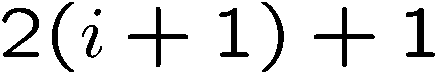 2(i + 1) + 1